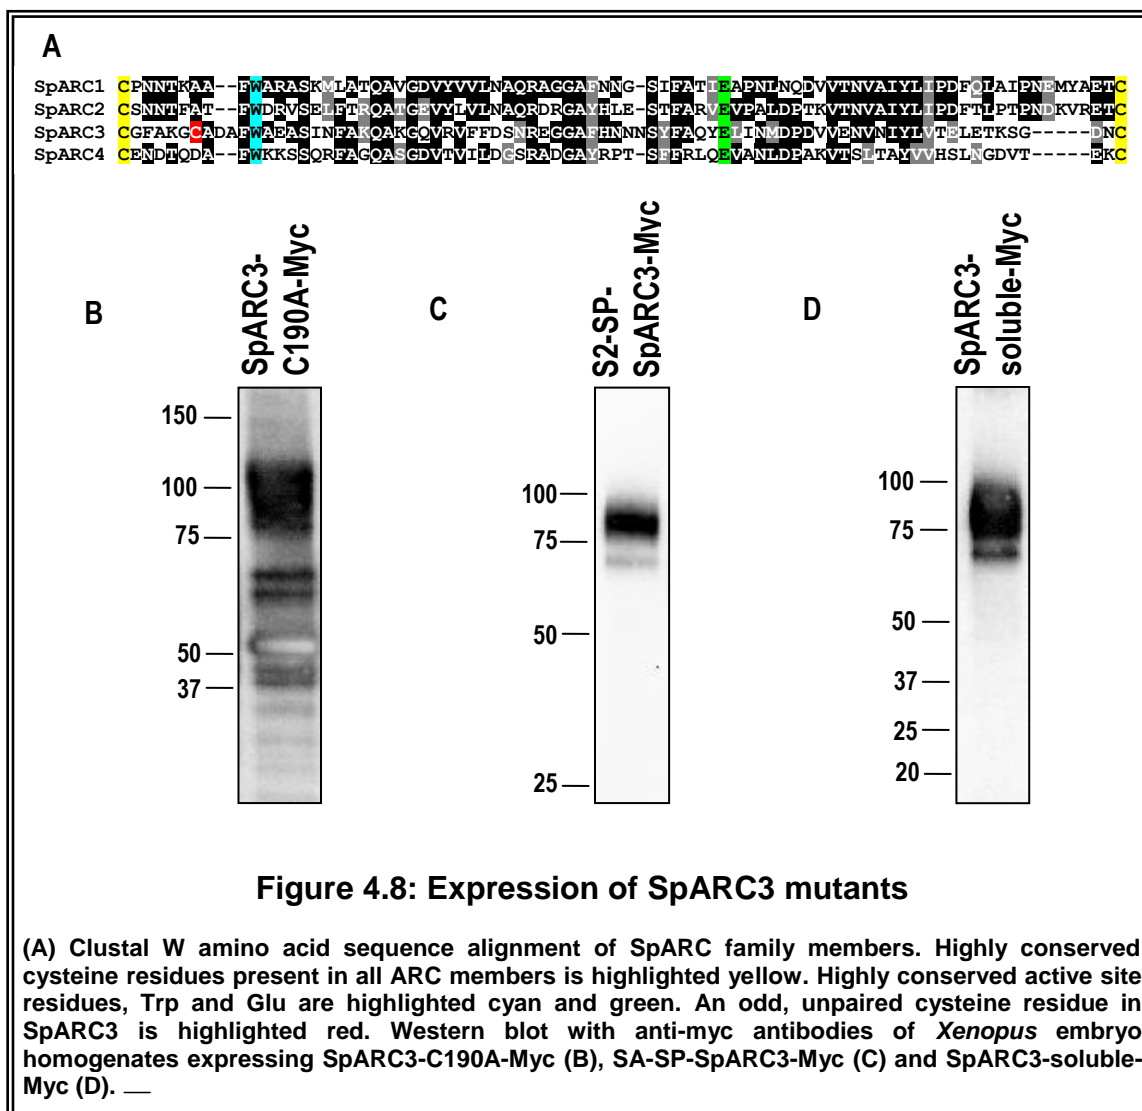 A
SpARC1 CPNNTKAA--FWARASKMLATQAVGDVYVVLNAQRAGGAFNNG-SIFATIEAPNLNQDVVTNVAIYLIPDFQLAIPNEMYAETC
SpARC2 CSNNTFAT--FWDRVSELFTRQATGEVYLVLNAQRDRGAYHLE-STFARVEVPALDPTKVTNVAIYLIPDFTLPTPNDKVRETC
SpARC3 CGFAKGCADAFWAEASINFAKQAKGQVRVFFDSNREGGAFHNNNSYFAQYELINMDPDVVENVNIYLVTELETKSG-----DNC
SpARC4 CENDTQDA--FWKKSSQRFAGQASGDVTVILDGSRADGAYRPT-SFFRLQEVANLDPAKVTSLTAYVVHSLNGDVT-----EKC
B
SpARC3-
C190A-Myc
150
100
75
50
37
C
S2-SP-
SpARC3-Myc
100
75
50
25
D
SpARC3-
soluble-Myc
100
75
50
37
25
20
Figure 4.8: Expression of SpARC3 mutants
(A) Clustal W amino acid sequence alignment of SpARC family members. Highly conserved
cysteine residues present in all ARC members is highlighted yellow. Highly conserved active site
residues, Trp and Glu are highlighted cyan and green. An odd, unpaired cysteine residue in
SpARC3 is highlighted red. Western blot with anti-myc antibodies of Xenopus embryo
homogenates expressing SpARC3-C190A-Myc (B), SA-SP-SpARC3-Myc (C) and SpARC3-soluble-
Myc (D).